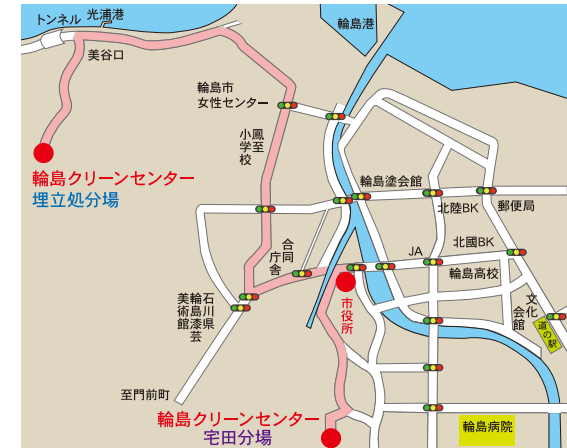 トンネル
光浦港
輪島港
美谷口
輪島市
女性センター
鳳至
小学校
輪島クリーンセンター
埋立処分場
輪島塗会館
北陸BK
郵便局
北國BK
JA
輪島高校
合同
庁舎
市役所
文化
会館
道の駅
石川県
輪島漆芸
美術館
至門前町
輪島クリーンセンター
宅田分場
輪島病院